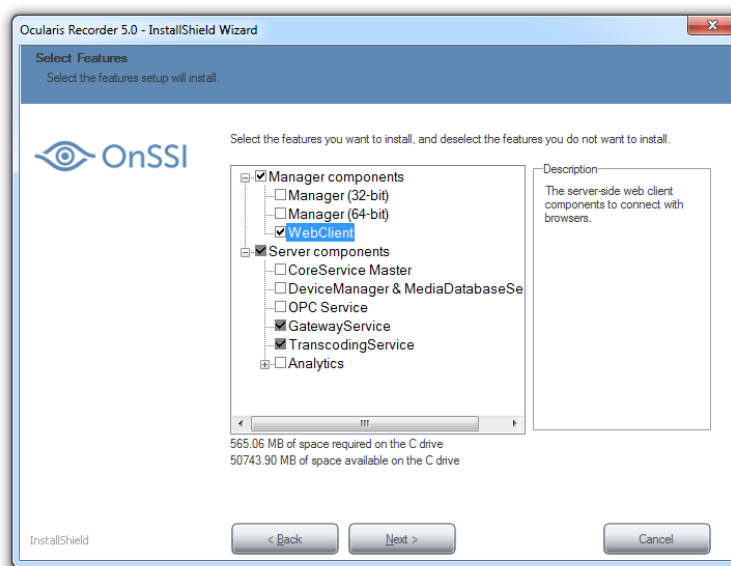 Ocularis Recorder 5.0 - InstallShield Wizard
Select Features
Select the features setup will install.
OnSSI
Select the features you want to install, and deselect the features you do not want to install.
Manager components
Manager (32-bit)
Manager (64-bit)
WebClient
Server components
CoreService Master
DeviceManager & MediaDatabaseSe
OPC Service
GatewayService
TranscodingService
Analytics
Description
The server-side web client
components to connect with
browsers.
565.06 MB of space required on the C drive
50743.90 MB of space available on the C drive
InstallShield
< Back
Next >
Cancel